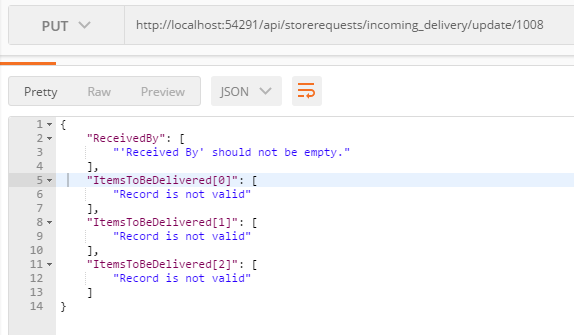 PUT http://localhost:54291/api/storerequests/incoming_delivery/update/1008
Pretty Raw Preview JSON
1 {
2 "ReceivedBy": [
3 "'Received By' should not be empty."
4 ],
5 "ItemsToBeDelivered[0]": [
6 "Record is not valid"
7 ],
8 "ItemsToBeDelivered[1]": [
9 "Record is not valid"
10 ],
11 "ItemsToBeDelivered[2]": [
12 "Record is not valid"
13 ]
14 }